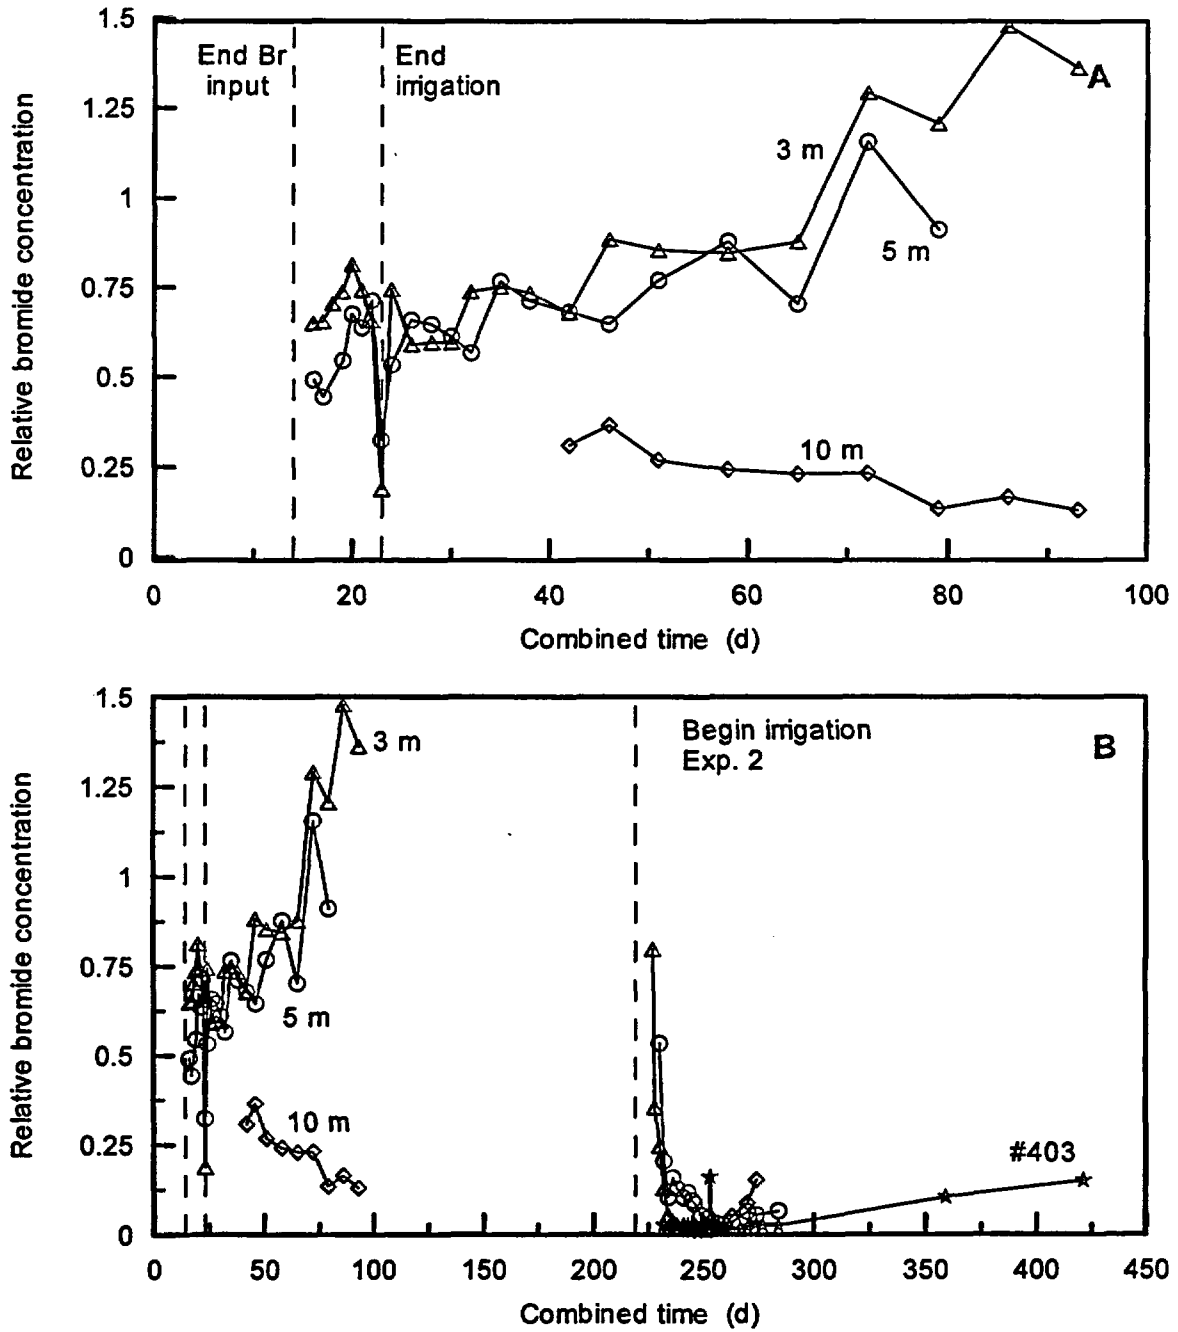 1.5
1.25
1
0.75
0.5
0.25
0
Relative bromide concentration
End Br
input
End
irrigation
A
3 m
5 m
10 m
0 20 40 60 80 100
Combined time (d)
1.5
1.25
1
0.75
0.5
0.25
0
Relative bromide concentration
3 m
5 m
10 m
Begin irrigation
Exp. 2
B
#403
0 50 100 150 200 250 300 350 400 450
Combined time (d)